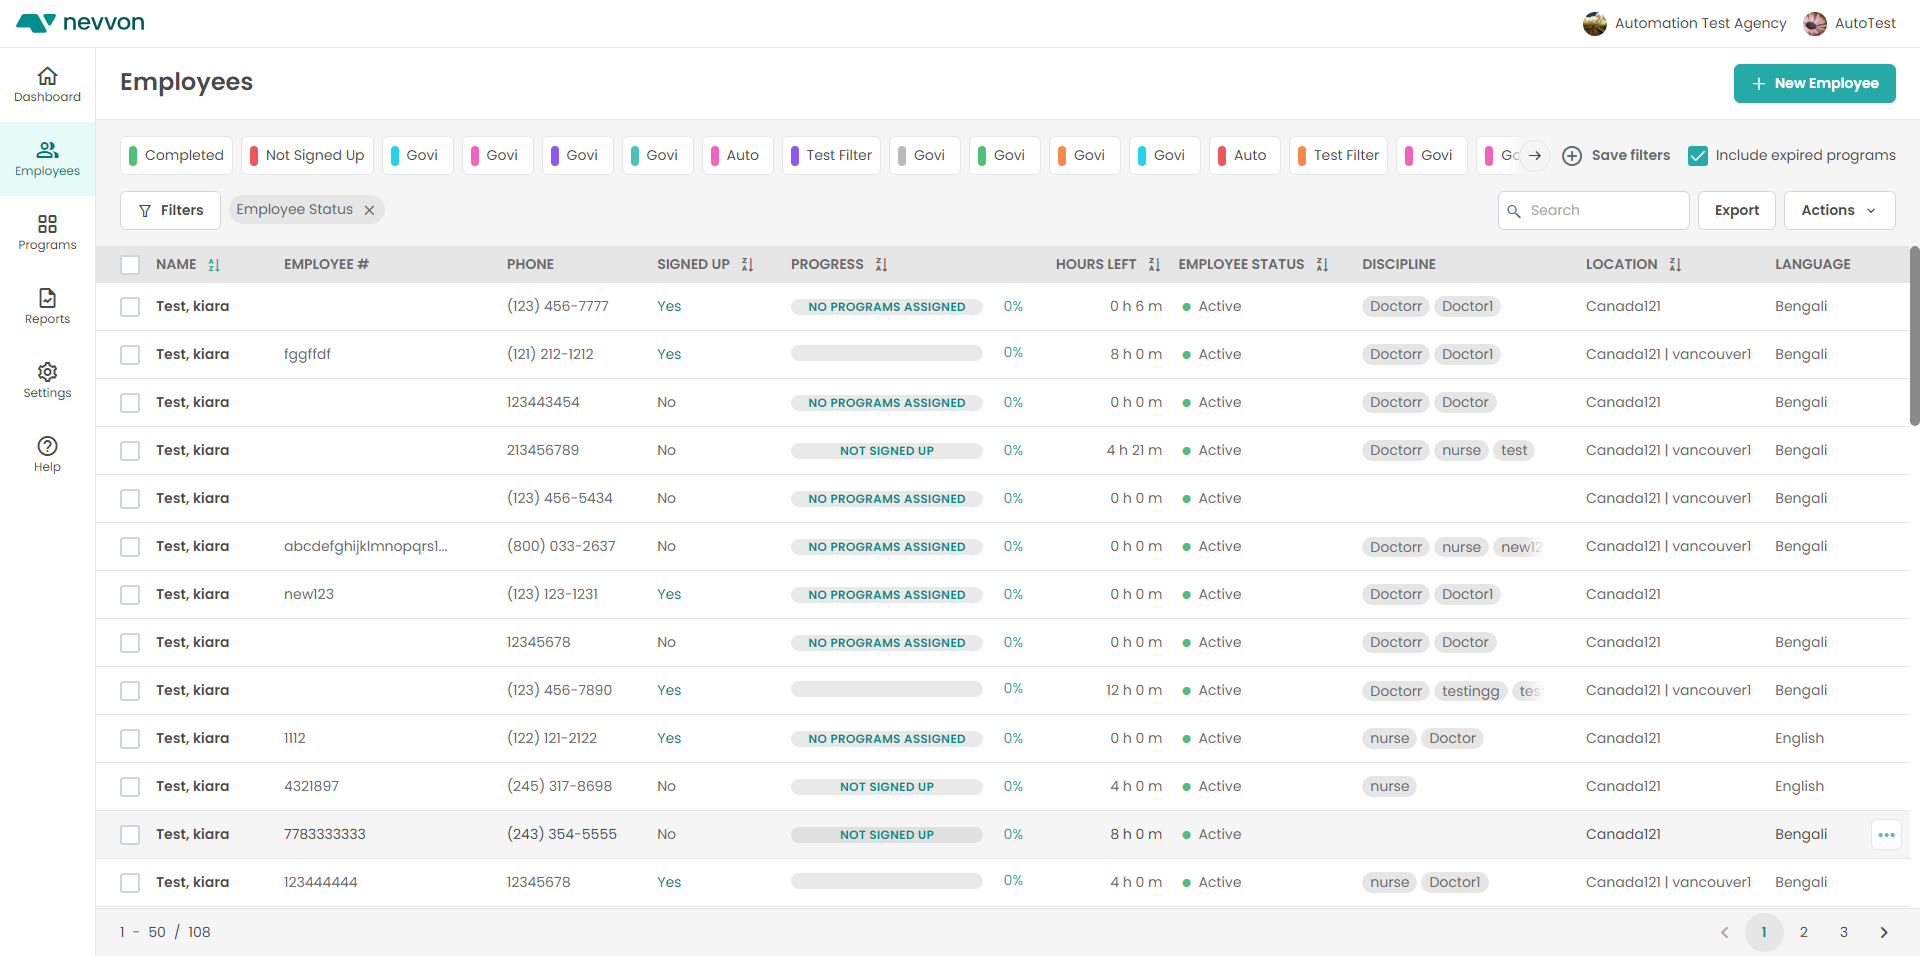 nevvon
Automation Test Agency
AutoTest
Dashboard
Employees
Programs
Reports
Settings
Help
Employees
New Employee
Completed Not Signed Up Govi Govi Govi Govi Auto Test Filter Govi Govi Govi Govi Auto Test Filter Govi Save filters Include expired programs
Filters Employee Status Search Export Actions
NAME EMPLOYEE # PHONE SIGNED UP PROGRESS HOURS LEFT EMPLOYEE STATUS DISCIPLINE LOCATION LANGUAGE
Test, kiara (123) 456-7777 Yes NO PROGRAMS ASSIGNED 0% 0 h 6 m Active Doctorr Doctor1 Canada121 Bengali
Test, kiara fggffdf (121) 212-1212 Yes 0% 8 h 0 m Active Doctorr Doctor1 Canada121 | vancouver1 Bengali
Test, kiara 123443454 No NO PROGRAMS ASSIGNED 0% 0 h 0 m Active Doctorr Doctor Canada121 Bengali
Test, kiara 213456789 No NOT SIGNED UP 0% 4 h 21 m Active Doctorr nurse test Canada121 | vancouver1 Bengali
Test, kiara (123) 456-5434 No NO PROGRAMS ASSIGNED 0% 0 h 0 m Active Canada121 | vancouver1 Bengali
Test, kiara abcdefghijklmnopqrs1... (800) 033-2637 No NO PROGRAMS ASSIGNED 0% 0 h 0 m Active Doctorr nurse new12 Canada121 | vancouver1 Bengali
Test, kiara new123 (123) 123-1231 Yes NO PROGRAMS ASSIGNED 0% 0 h 0 m Active Doctorr Doctor1 Canada121
Test, kiara 12345678 No NO PROGRAMS ASSIGNED 0% 0 h 0 m Active Doctorr Doctor Canada121 Bengali
Test, kiara (123) 456-7890 Yes 0% 12 h 0 m Active Doctorr testingg tes Canada121 | vancouver1 Bengali
Test, kiara 1112 (122) 121-2122 Yes NO PROGRAMS ASSIGNED 0% 0 h 0 m Active nurse Doctor Canada121 English
Test, kiara 4321897 (245) 317-8698 No NOT SIGNED UP 0% 4 h 0 m Active nurse Canada121 English
Test, kiara 7783333333 (243) 354-5555 No NOT SIGNED UP 0% 8 h 0 m Active Canada121 Bengali
Test, kiara 123444444 12345678 Yes 0% 4 h 0 m Active nurse Doctor1 Canada121 | vancouver1 Bengali
1 - 50 / 108
1 2 3